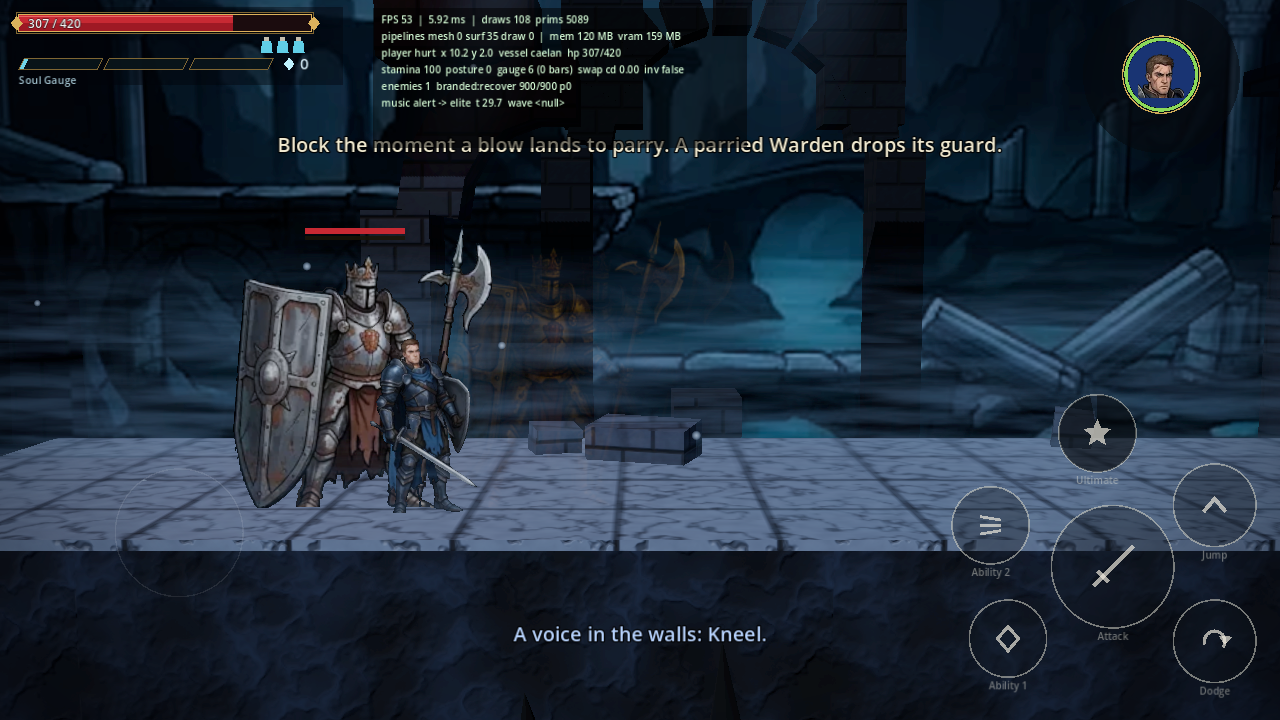 307 / 420
0
Soul Gauge
FPS 53 | 5.92 ms | draws 108 prims 5089
pipelines mesh 0 surf 35 draw 0 | mem 120 MB vram 159 MB
player hurt x 10.2 y 2.0 vessel caelan hp 307/420
stamina 100 posture 0 gauge 6 (0 bars) swap cd 0.00 inv false
enemies 1 branded:recover 900/900 p0
music alert -> elite t 29.7 wave <null>
Block the moment a blow lands to parry. A parried Warden drops its guard.
Ultimate
Jump
Ability 2
Attack
A voice in the walls: Kneel.
Ability 1
Dodge